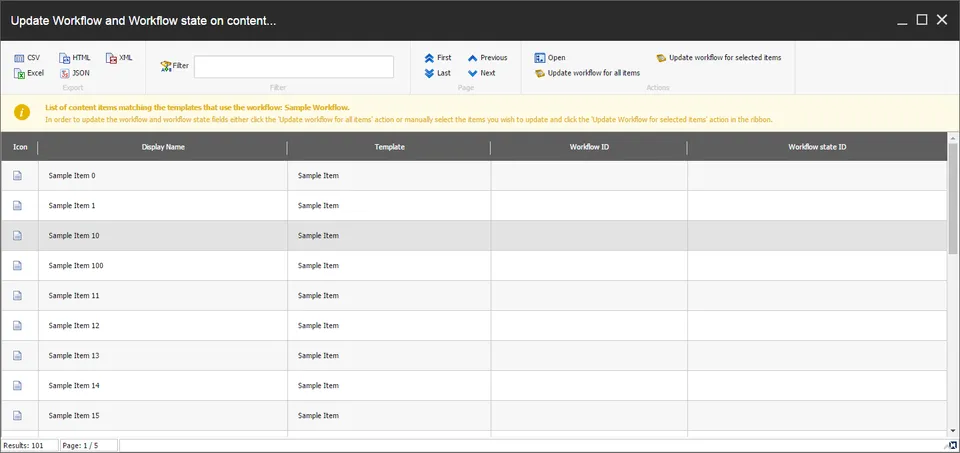 Update Workflow and Workflow state on content...
CSV HTML XML
Excel JSON
Export
Filter
Filter
First Previous
Last Next
Page
Open Update workflow for selected items
Update workflow for all items
Actions
List of content items matching the templates that use the workflow: Sample Workflow.
In order to update the workflow and workflow state fields either click the 'Update workflow for all items' action or manually select the items you wish to update and click the 'Update Workflow for selected items' action in the ribbon.
Icon Display Name Template Workflow ID Workflow state ID
Sample Item 0 Sample Item
Sample Item 1 Sample Item
Sample Item 10 Sample Item
Sample Item 100 Sample Item
Sample Item 11 Sample Item
Sample Item 12 Sample Item
Sample Item 13 Sample Item
Sample Item 14 Sample Item
Sample Item 15 Sample Item
Results: 101 Page: 1 / 5